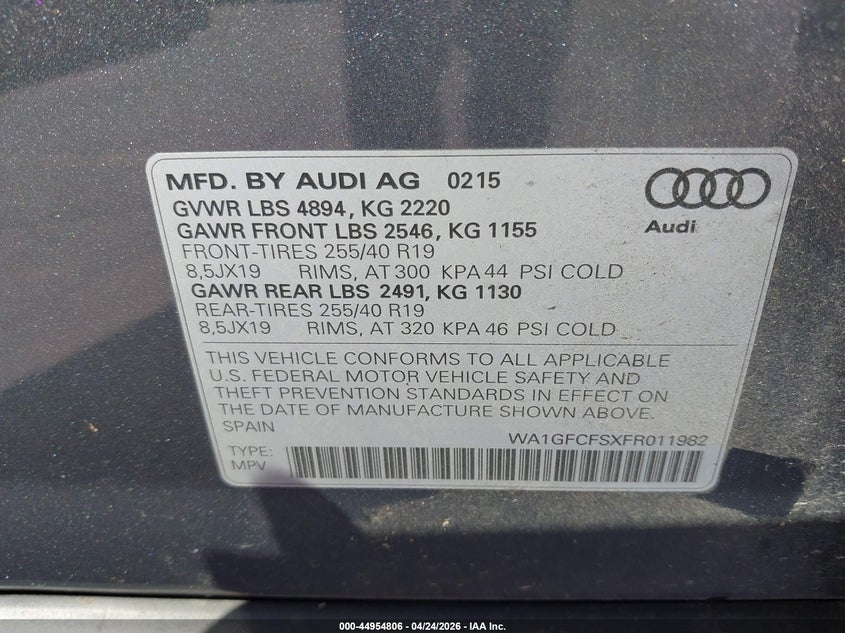 MFD. BY AUDI AG 0215
GVWR LBS 4894, KG 2220
GAWR FRONT LBS 2546, KG 1155
FRONT-TIRES 255/40 R19
8,5JX19 RIMS, AT 300 KPA 44 PSI COLD
GAWR REAR LBS 2491, KG 1130
REAR-TIRES 255/40 R19
8,5JX19 RIMS, AT 320 KPA 46 PSI COLD
Audi
THIS VEHICLE CONFORMS TO ALL APPLICABLE
U.S. FEDERAL MOTOR VEHICLE SAFETY AND
THEFT PREVENTION STANDARDS IN EFFECT ON
THE DATE OF MANUFACTURE SHOWN ABOVE.
SPAIN
WA1GFCFSXFR011982
TYPE:
MPV
000-44954806 - 04/24/2026 - IAA Inc.